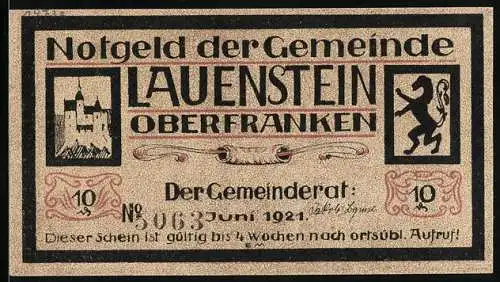 Notgeld der Gemeinde
LAUENSTEIN
OBERFRANKEN
Der Gemeinderat:
10 10
№ 5063 Juni 1921.
Dieser Schein ist gültig bis 4 Wochen nach ortsübl. Aufruf!